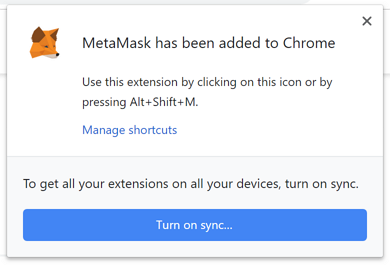 MetaMask has been added to Chrome
Use this extension by clicking on this icon or by
pressing Alt+Shift+M.
Manage shortcuts
To get all your extensions on all your devices, turn on sync.
Turn on sync...